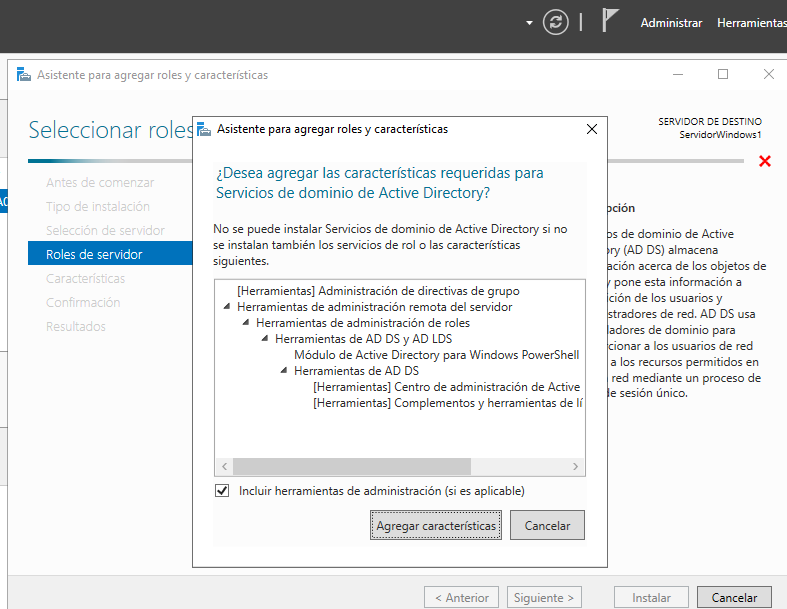 Administrar Herramientas
Asistente para agregar roles y características
Seleccionar roles
SERVIDOR DE DESTINO
ServidorWindows1
Antes de comenzar
Tipo de instalación
Selección de servidor
Roles de servidor
Características
Confirmación
Resultados
Asistente para agregar roles y características
¿Desea agregar las características requeridas para
Servicios de dominio de Active Directory?
No se puede instalar Servicios de dominio de Active Directory si no
se instalan también los servicios de rol o las características
siguientes.
[Herramientas] Administración de directivas de grupo
Herramientas de administración remota del servidor
Herramientas de administración de roles
Herramientas de AD DS y AD LDS
Módulo de Active Directory para Windows PowerShell
Herramientas de AD DS
[Herramientas] Centro de administración de Active
[Herramientas] Complementos y herramientas de lí
Incluir herramientas de administración (si es aplicable)
Agregar características Cancelar
pción
s de dominio de Active
ry (AD DS) almacena
ación acerca de los objetos de
y pone esta información a
ición de los usuarios y
stradores de red. AD DS usa
ladores de dominio para
rcionar a los usuarios de red
a los recursos permitidos en
red mediante un proceso de
de sesión único.
< Anterior Siguiente > Instalar Cancelar